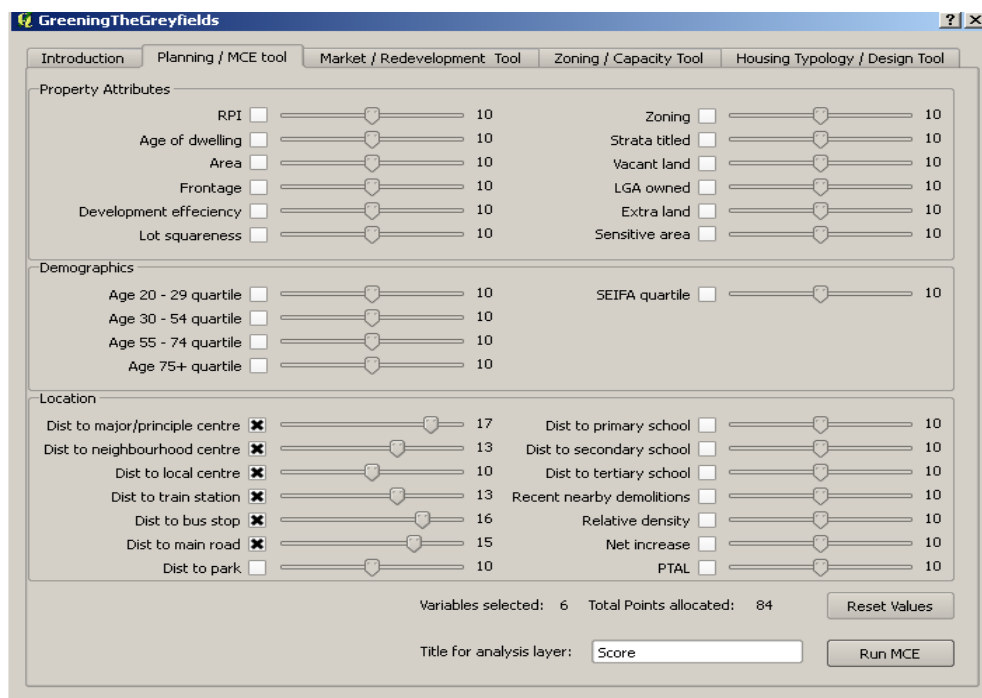 GreeningTheGreyfields
Introduction Planning / MCE tool Market / Redevelopment Tool Zoning / Capacity Tool Housing Typology / Design Tool
Property Attributes
RPI 10 Zoning 10
Age of dwelling 10 Strata titled 10
Area 10 Vacant land 10
Frontage 10 LGA owned 10
Development effeciency 10 Extra land 10
Lot squareness 10 Sensitive area 10
Demographics
Age 20 - 29 quartile 10 SEIFA quartile 10
Age 30 - 54 quartile 10
Age 55 - 74 quartile 10
Age 75+ quartile 10
Location
Dist to major/principle centre 17 Dist to primary school 10
Dist to neighbourhood centre 13 Dist to secondary school 10
Dist to local centre 10 Dist to tertiary school 10
Dist to train station 13 Recent nearby demolitions 10
Dist to bus stop 16 Relative density 10
Dist to main road 15 Net increase 10
Dist to park 10 PTAL 10
Variables selected: 6 Total Points allocated: 84 Reset Values
Title for analysis layer: Score Run MCE